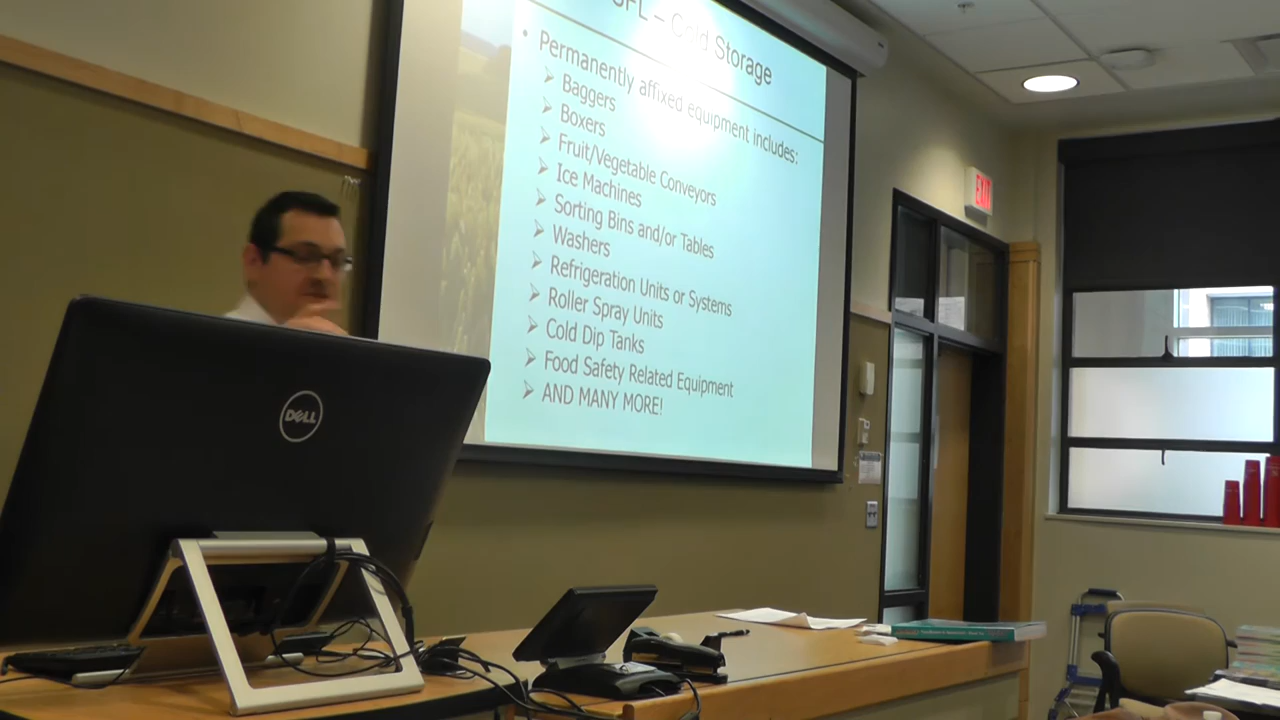 SFL – Cold Storage
• Permanently affixed equipment includes:
➢ Baggers
➢ Boxers
➢ Fruit/Vegetable Conveyors
➢ Ice Machines
➢ Sorting Bins and/or Tables
➢ Washers
➢ Refrigeration Units or Systems
➢ Roller Spray Units
➢ Cold Dip Tanks
➢ Food Safety Related Equipment
➢ AND MANY MORE!
EXIT
DELL